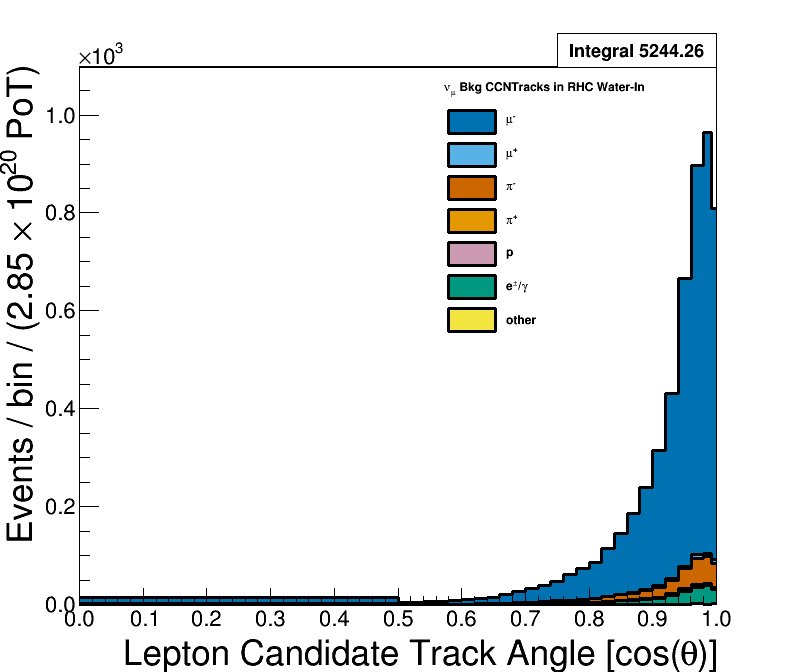 ×10³
Integral 5244.26
ν_μ Bkg CCNTracks in RHC Water-In
μ⁻
μ⁺
π⁻
π⁺
p
e±/γ
other
Events / bin / (2.85 × 10²⁰ PoT)
1.0
0.8
0.6
0.4
0.2
0.0
0.0 0.1 0.2 0.3 0.4 0.5 0.6 0.7 0.8 0.9 1.0
Lepton Candidate Track Angle [cos(θ)]